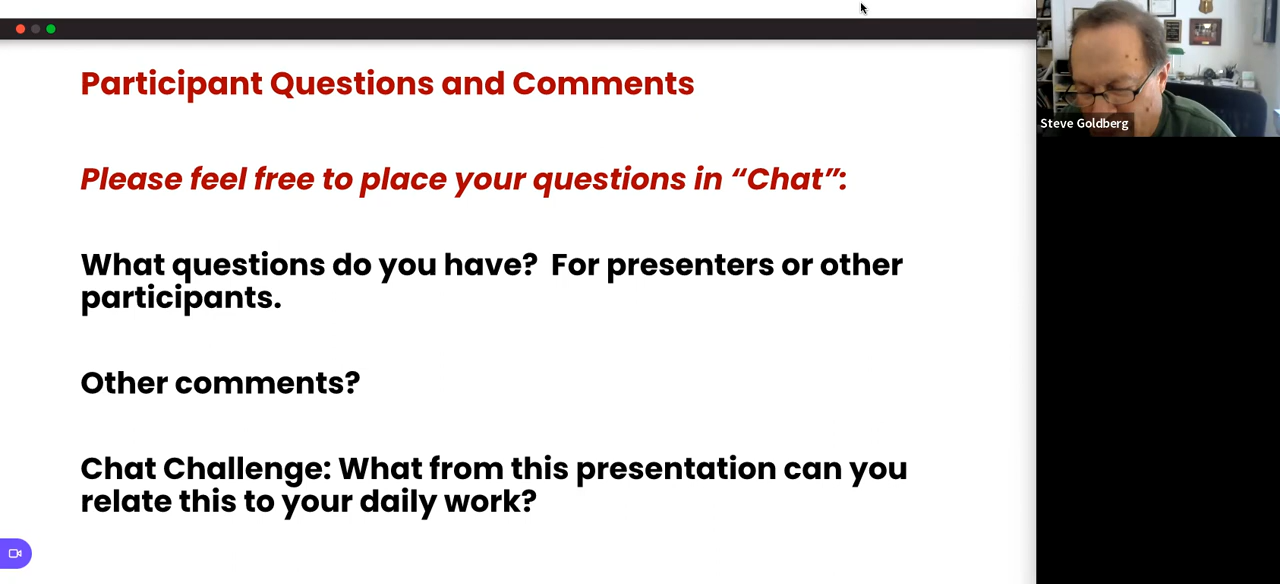 Participant Questions and Comments
Please feel free to place your questions in “Chat”:
What questions do you have?  For presenters or other
participants.
Other comments?
Chat Challenge: What from this presentation can you
relate this to your daily work?
Steve Goldberg